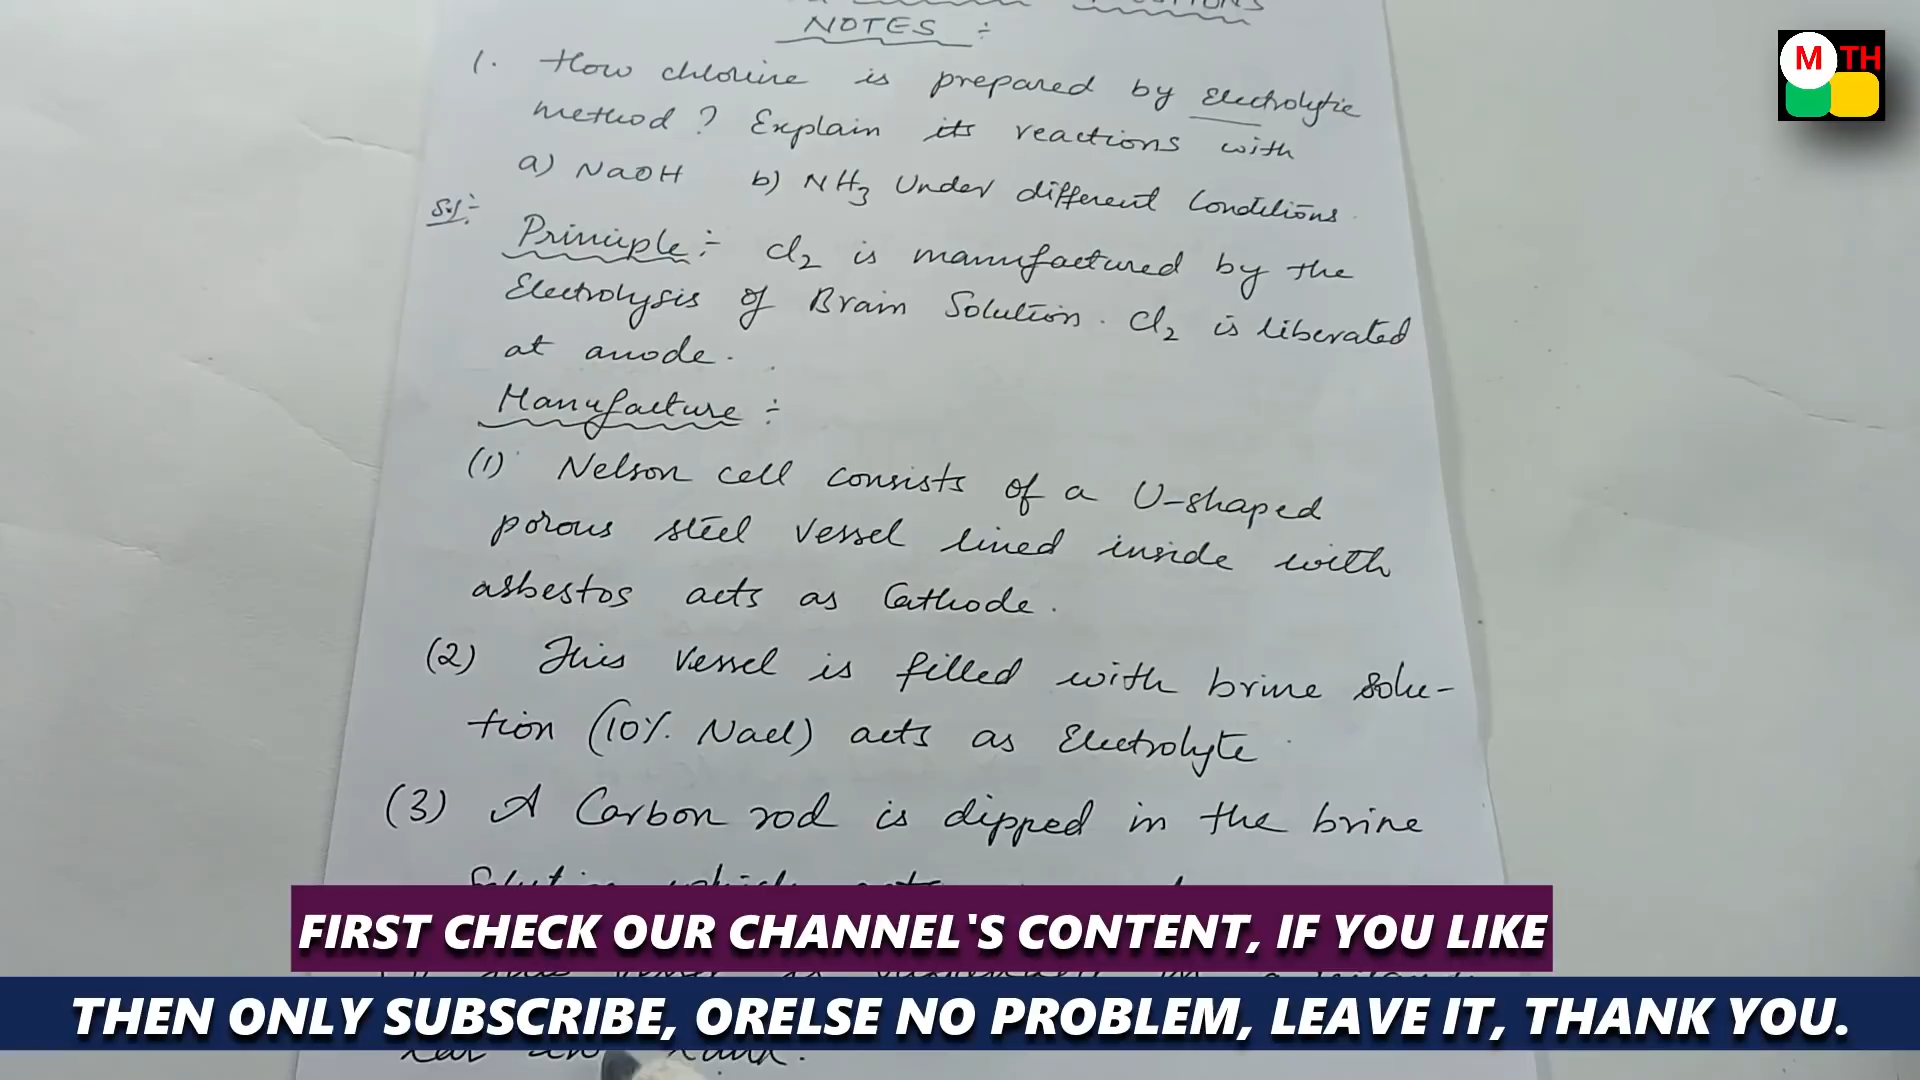 NOTES :-
M TH
1. How chlorine is prepared by Electrolytic
method? Explain its reactions with
a) NaOH b) NH3 Under different Conditions.
Sol:-
Principle :- Cl2 is manufactured by the
Electrolysis of Brain Solution. Cl2 is liberated
at anode.
Manufacture :-
(1) Nelson cell consists of a U-shaped
porous steel vessel lined inside with
asbestos acts as Cathode.
(2) This vessel is filled with brine solu-
tion (10% Nacl) acts as Electrolyte
(3) A Carbon rod is dipped in the brine
FIRST CHECK OUR CHANNEL'S CONTENT, IF YOU LIKE
THEN ONLY SUBSCRIBE, ORELSE NO PROBLEM, LEAVE IT, THANK YOU.